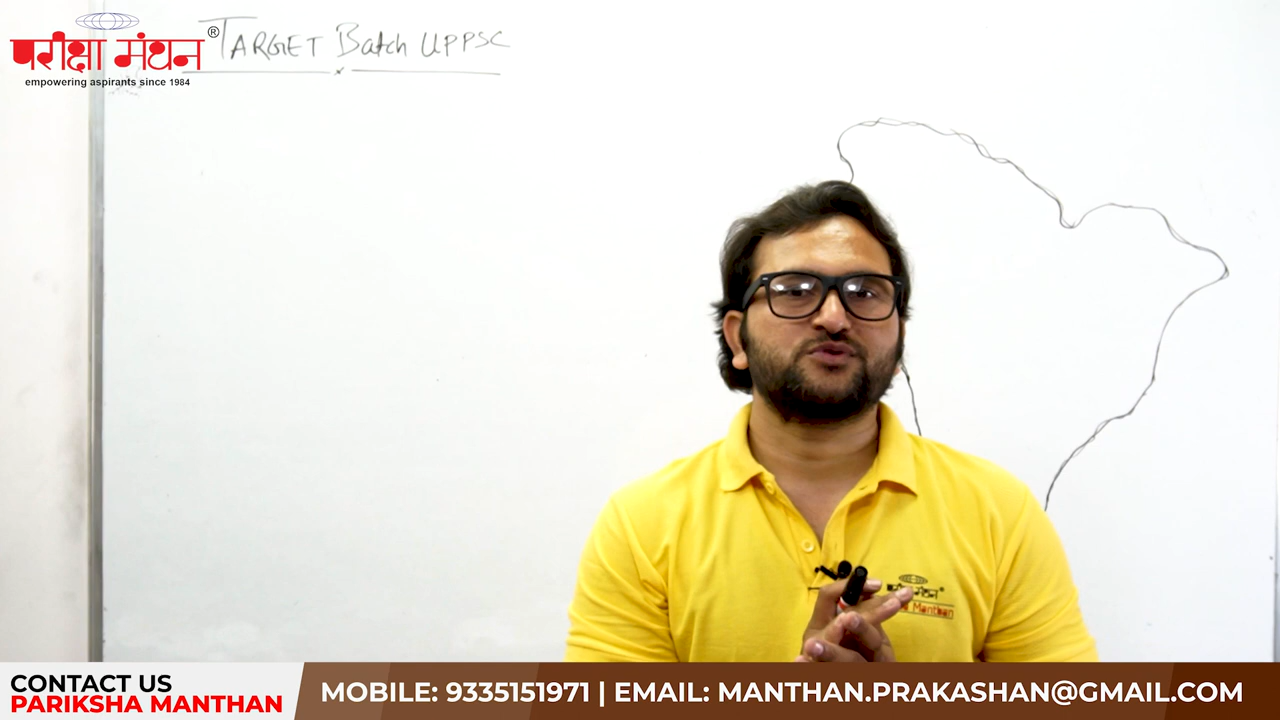 परीक्षा मंथन®
empowering aspirants since 1984
TARGET Batch UPPSC
Manthan
CONTACT US
PARIKSHA MANTHAN
MOBILE: 9335151971 | EMAIL: MANTHAN.PRAKASHAN@GMAIL.COM